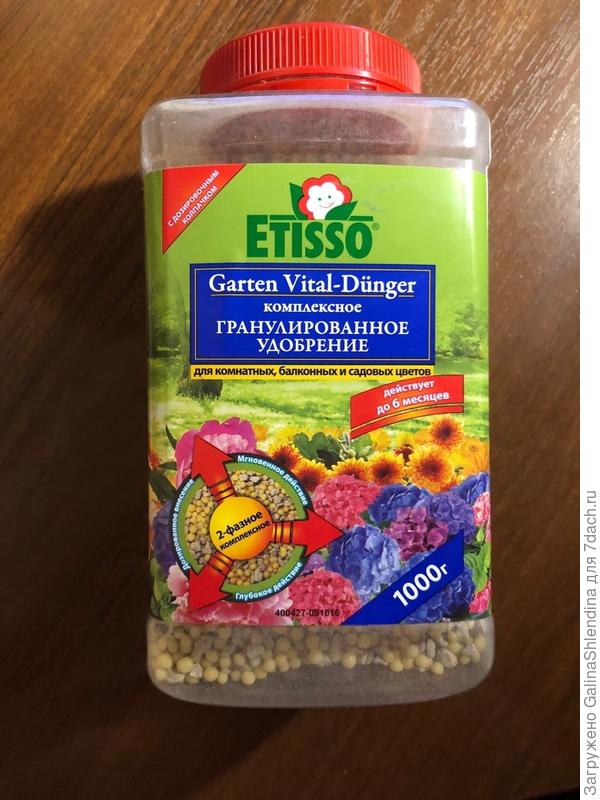 С ДОЗИРОВОЧНЫМ
КОЛПАЧКОМ
ETISSO®
Garten Vital-Dünger
комплексное
ГРАНУЛИРОВАННОЕ
УДОБРЕНИЕ
для комнатных, балконных и садовых цветов
действует
до 6 месяцев
Мгновенное действие
Дозированное внесение
2-фазное
комплексное
Глубокое действие
1000г
400427-091016
Загружено GalinaShlendina для 7dach.ru